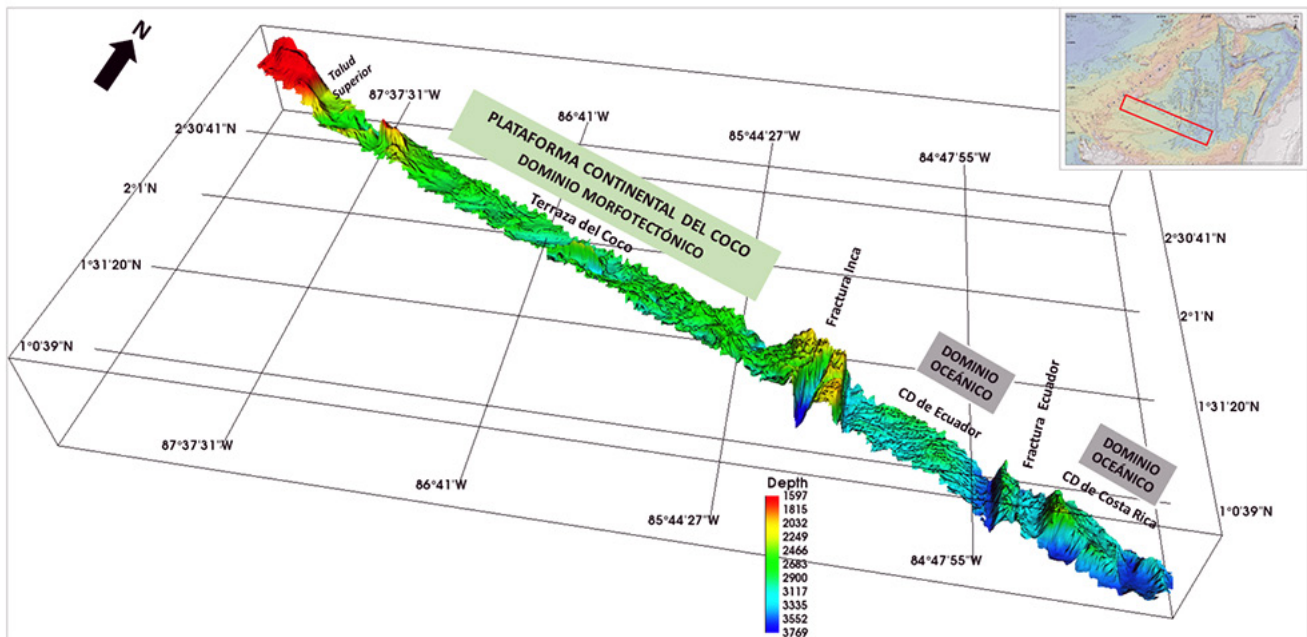 N
Talud
Superior
87°37'31"W
86°41'W
85°44'27"W
84°47'55"W
2°30'41"N
2°1'N
1°31'20"N
1°0'39"N
PLATAFORMA CONTINENTAL DEL COCO
DOMINIO MORFOTECTÓNICO
Terraza del Coco
Fractura Inca
DOMINIO
OCEÁNICO
CD de Ecuador
Fractura Ecuador
DOMINIO
OCEÁNICO
CD de Costa Rica
2°30'41"N
2°1'N
1°31'20"N
1°0'39"N
87°37'31"W
86°41'W
85°44'27"W
84°47'55"W
Depth
1597
1815
2032
2249
2466
2683
2900
3117
3335
3552
3769